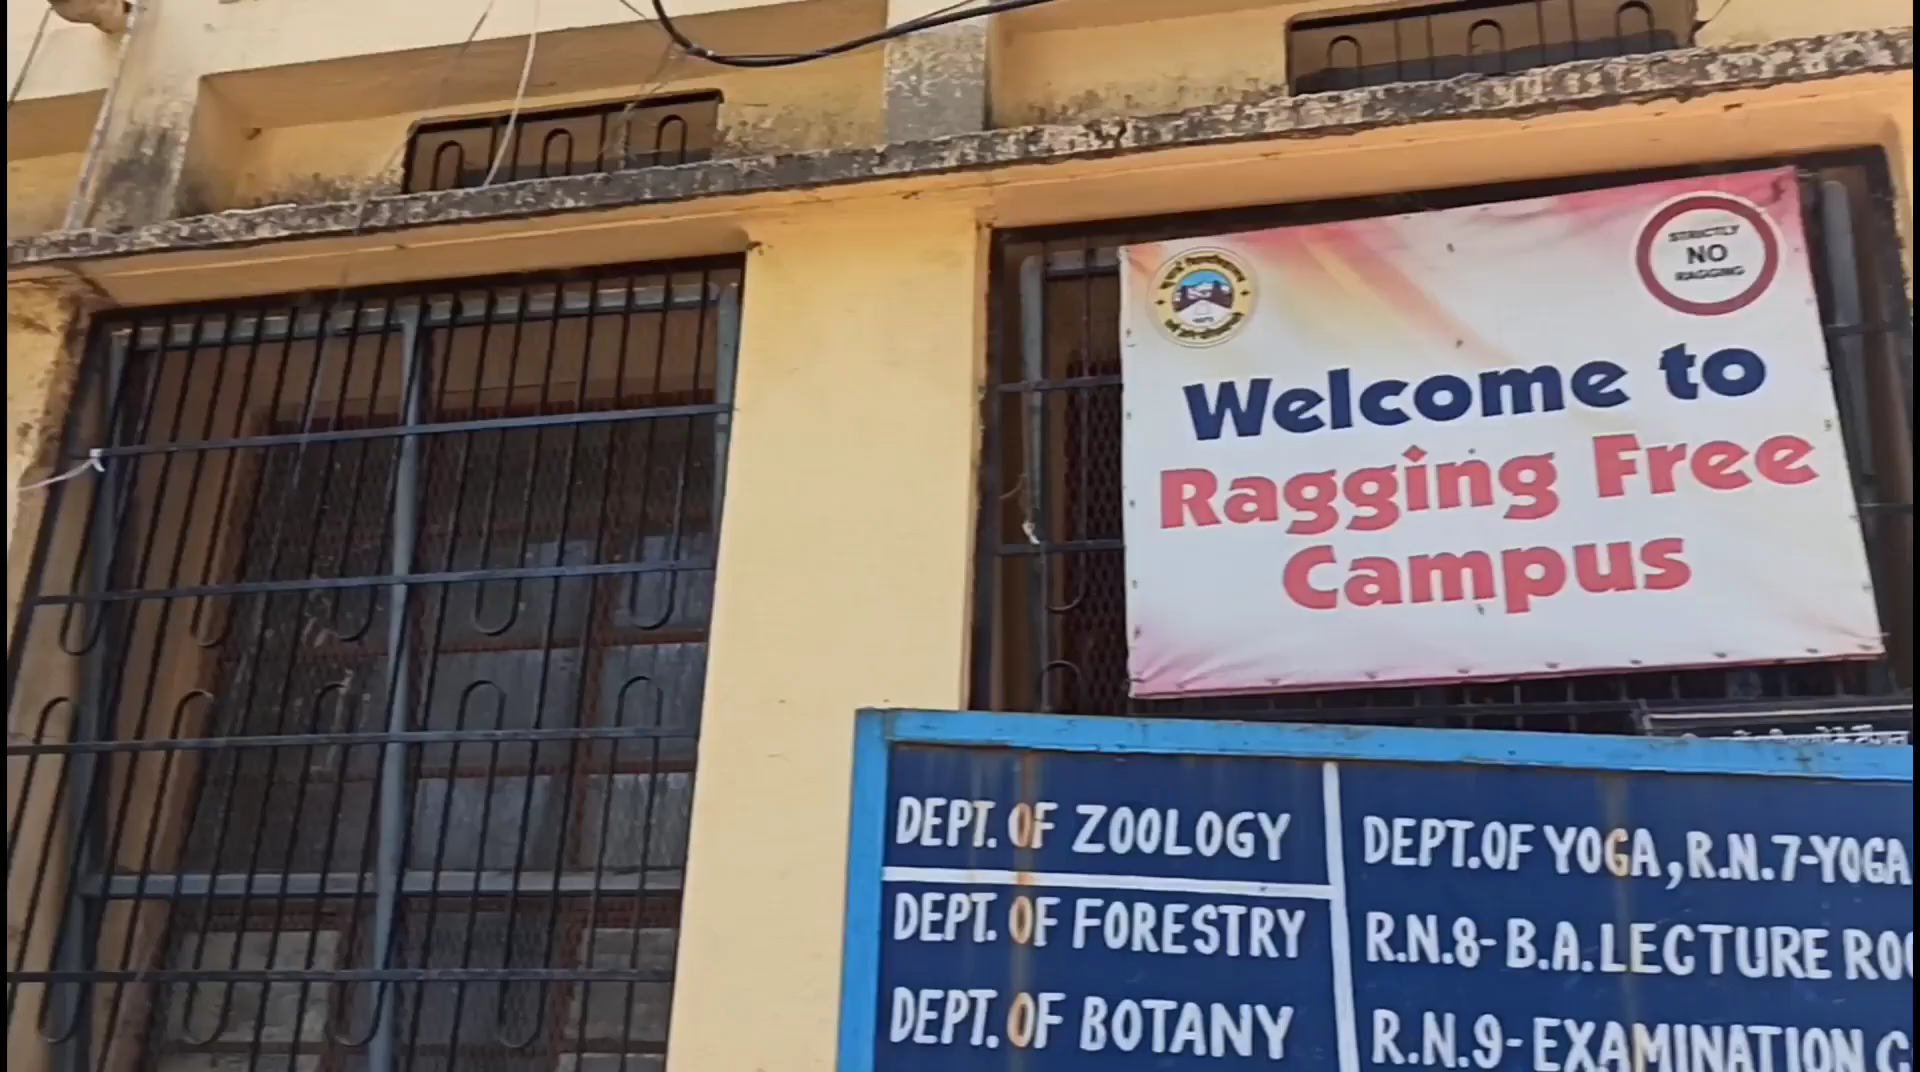 STRICTLY
NO
RAGGING
Welcome to
Ragging Free
Campus
DEPT. OF ZOOLOGY
DEPT. OF FORESTRY
DEPT. OF BOTANY
DEPT.OF YOGA, R.N.7-YOGA
R.N.8- B.A. LECTURE
R.N.9- EXAMINATION